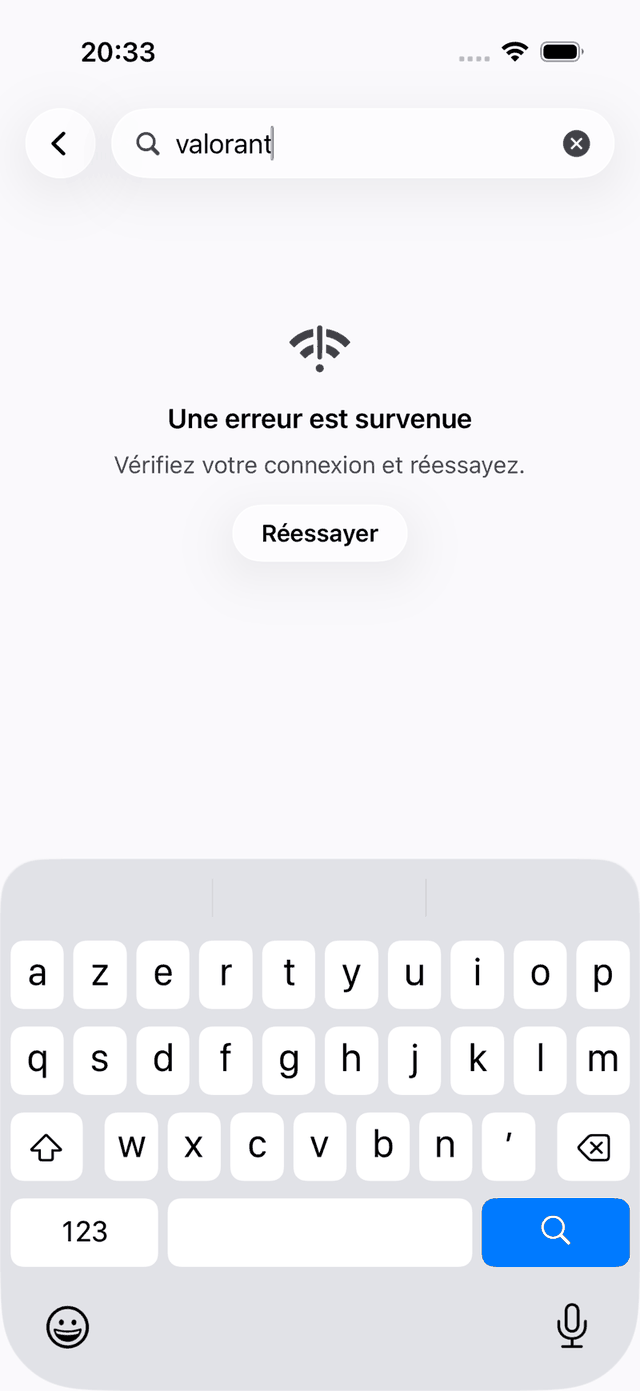 20:33
valorant
Une erreur est survenue
Vérifiez votre connexion et réessayez.
Réessayer
a z e r t y u i o p
q s d f g h j k l m
w x c v b n ’
123